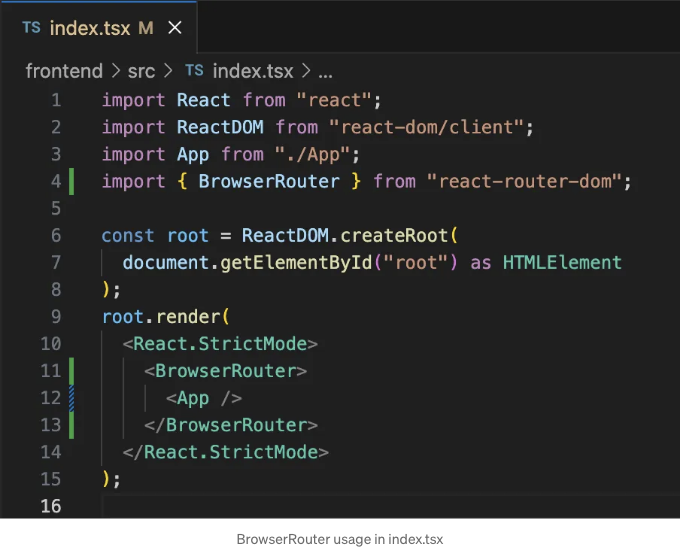 TS index.tsx M ×
frontend > src > TS index.tsx > ...
1 import React from "react";
2 import ReactDOM from "react-dom/client";
3 import App from "./App";
4 import { BrowserRouter } from "react-router-dom";
5
6 const root = ReactDOM.createRoot(
7   document.getElementById("root") as HTMLElement
8 );
9 root.render(
10   <React.StrictMode>
11     <BrowserRouter>
12       <App />
13     </BrowserRouter>
14   </React.StrictMode>
15 );
16
BrowserRouter usage in index.tsx